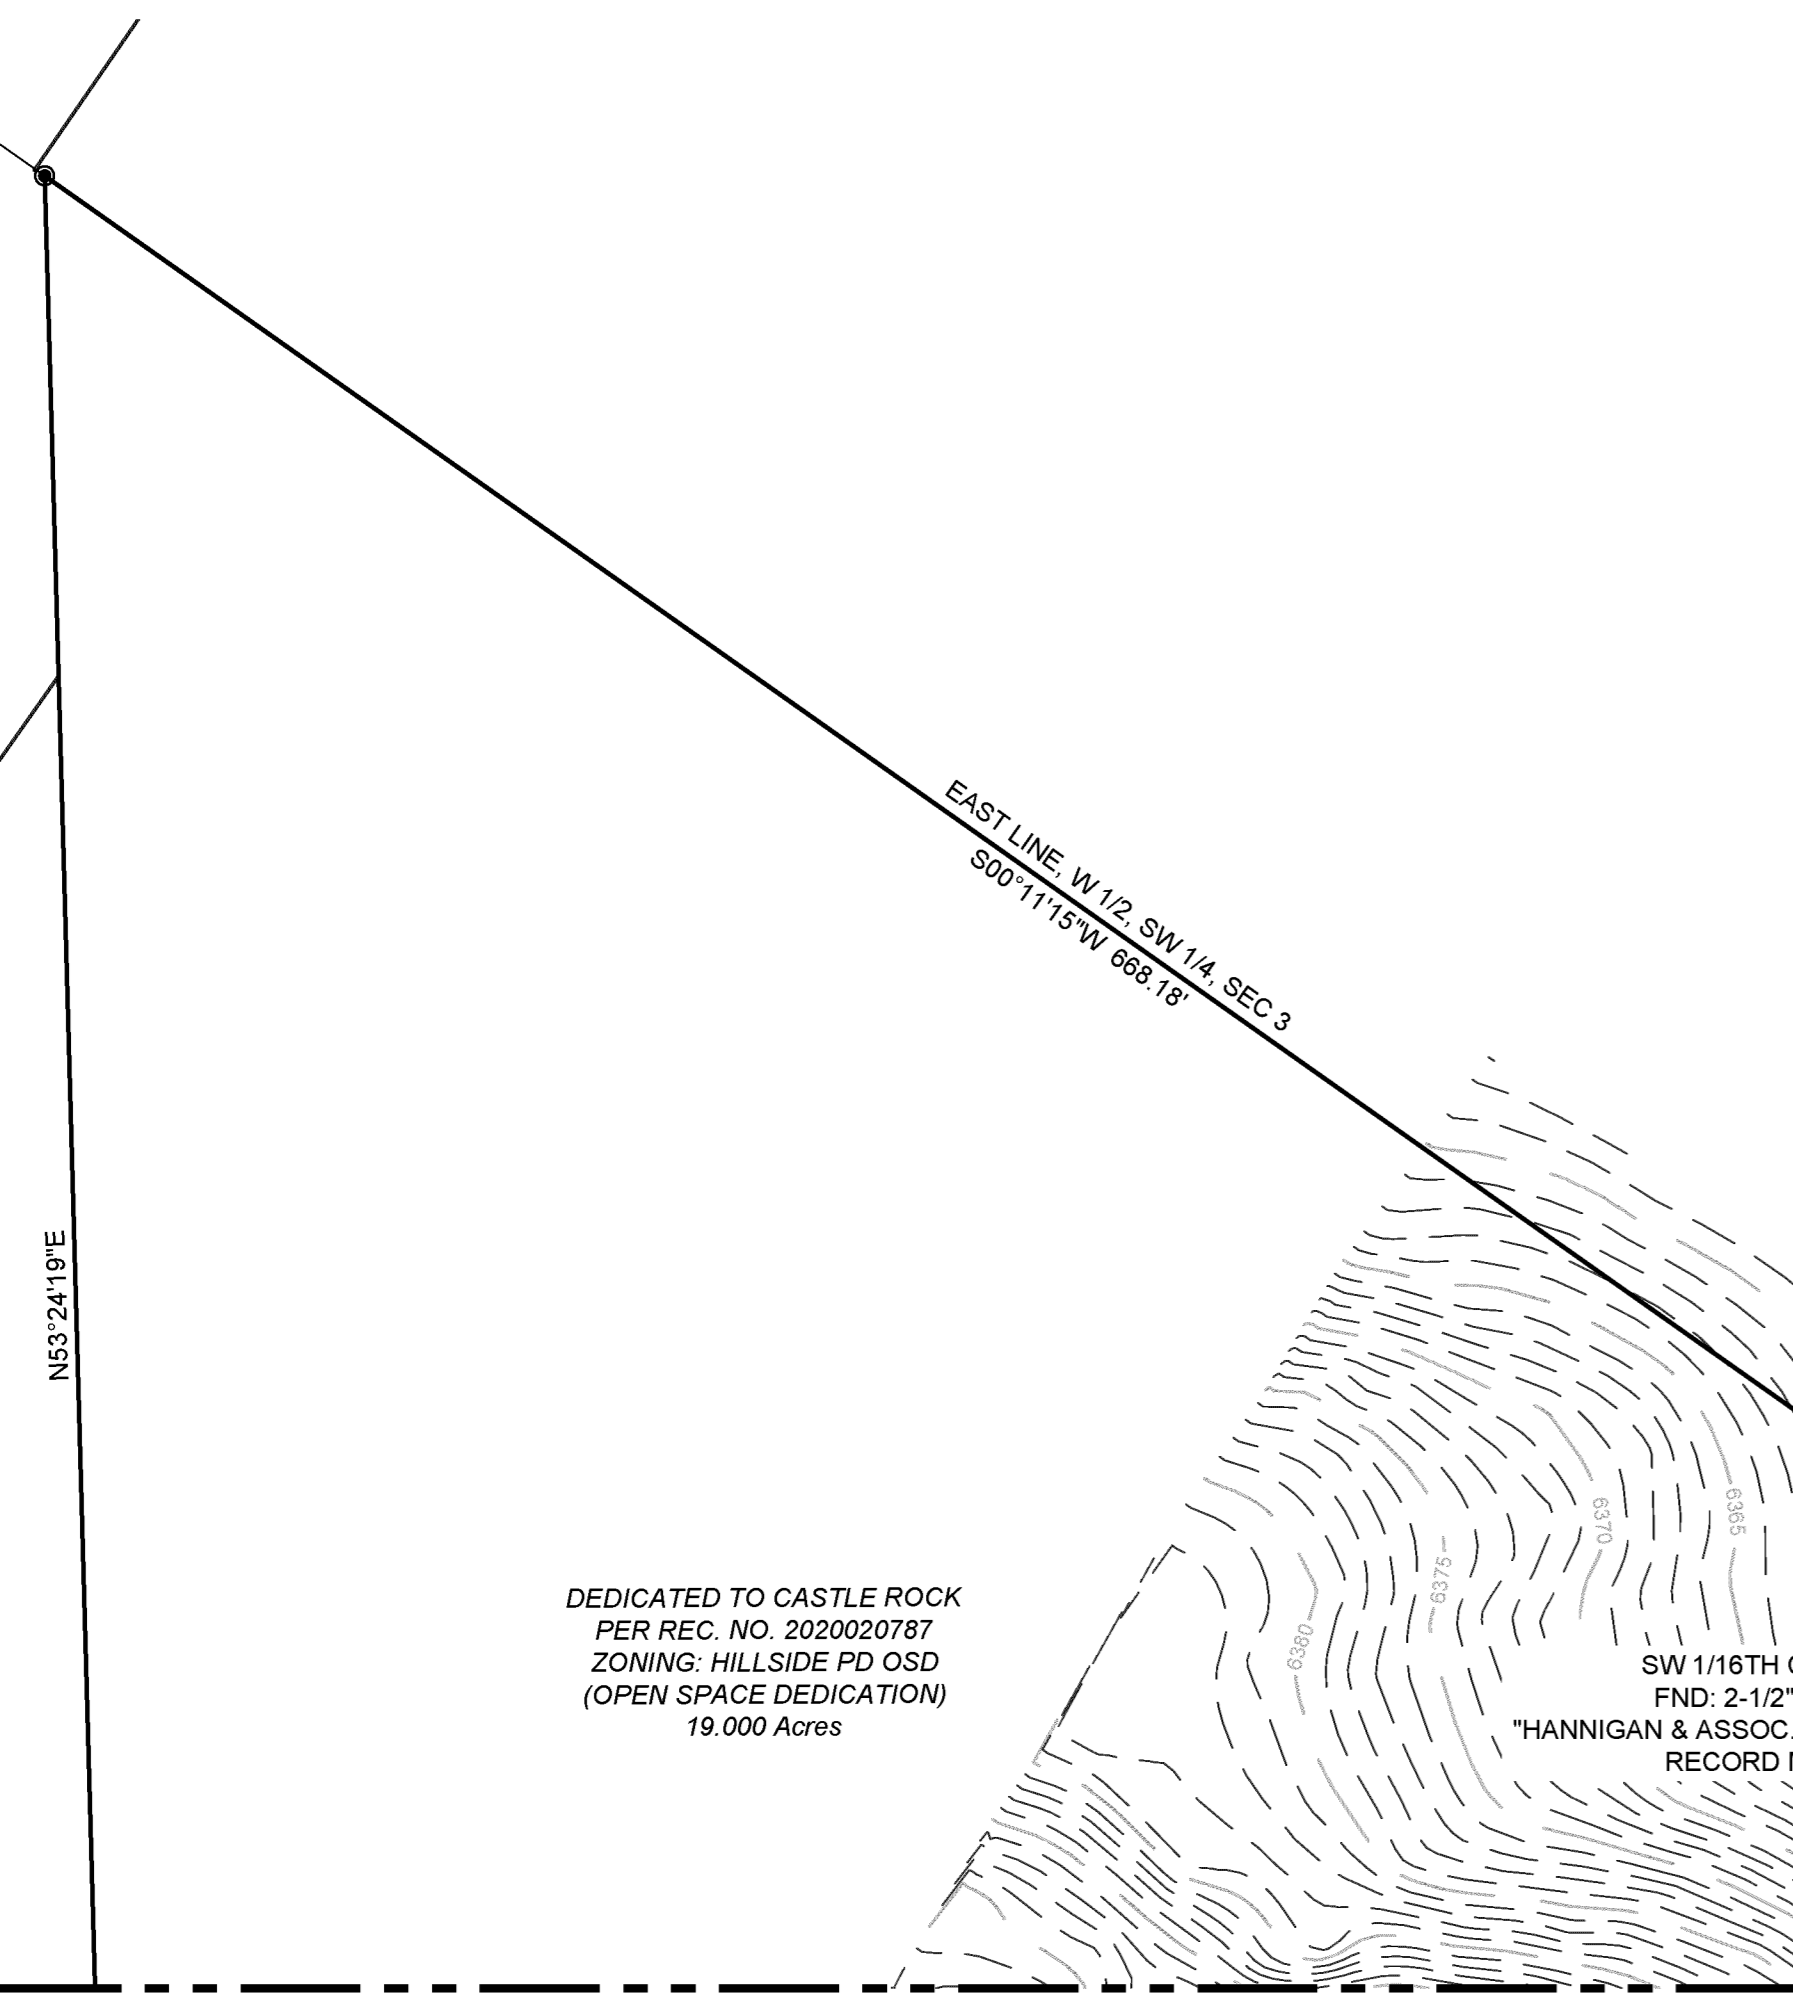 EAST LINE, W 1/2, SW 1/4, SEC 3
S00°11'15"W 668.18'
N53°24'19"E
6370
6365
6375
6380
DEDICATED TO CASTLE ROCK
PER REC. NO. 2020020787
ZONING: HILLSIDE PD OSD
(OPEN SPACE DEDICATION)
19.000 Acres
SW 1/16TH
FND: 2-1/2"
"HANNIGAN & ASSOC.
RECORD